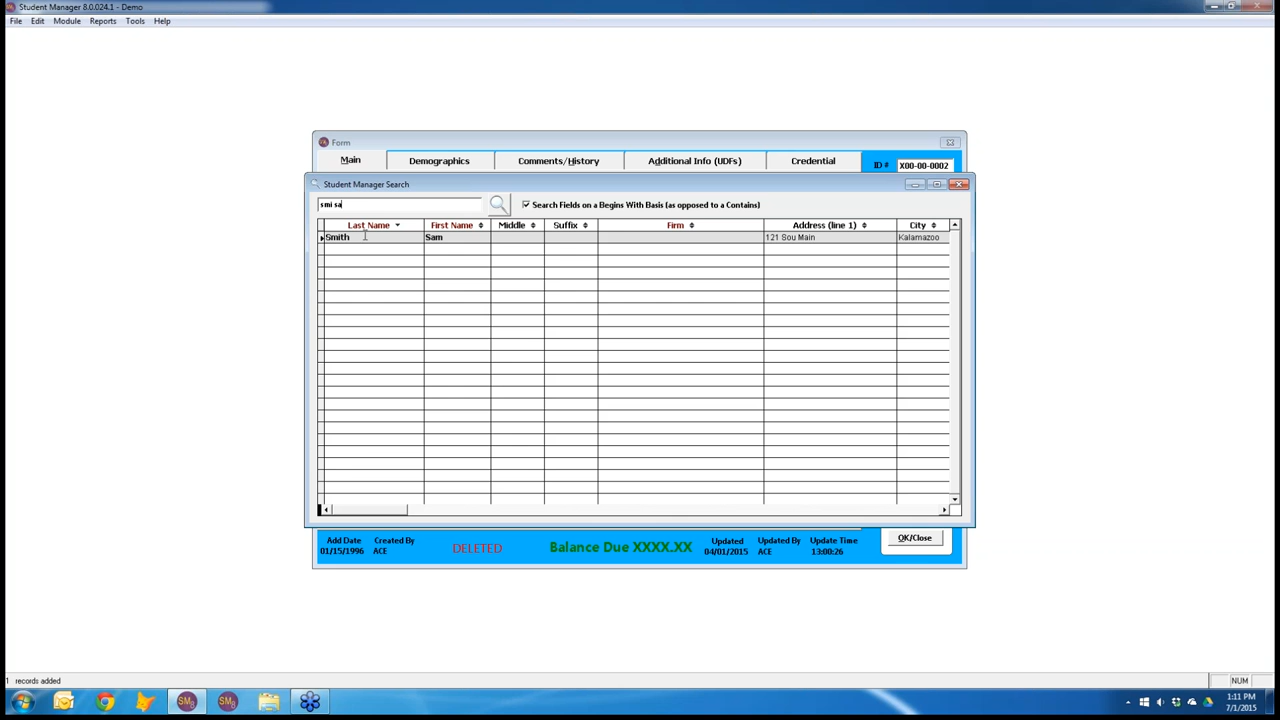 Student Manager 8.0.024.1 - Demo
File Edit Module Reports Tools Help
Form
Main Demographics Comments/History Additional Info (UDFs) Credential ID # X00-00-0002
Student Manager Search
smi sa Search Fields on a Begins With Basis (as opposed to a Contains)
Last Name First Name Middle Suffix Firm Address (line 1) City
Smith Sam 121 Sou Main Kalamazoo
Add Date Created By DELETED Balance Due XXXX.XX Updated Updated By Update Time OK/Close
01/15/1996 ACE 04/01/2015 ACE 13:00:26
1 records added NUM
1:11 PM
7/1/2015